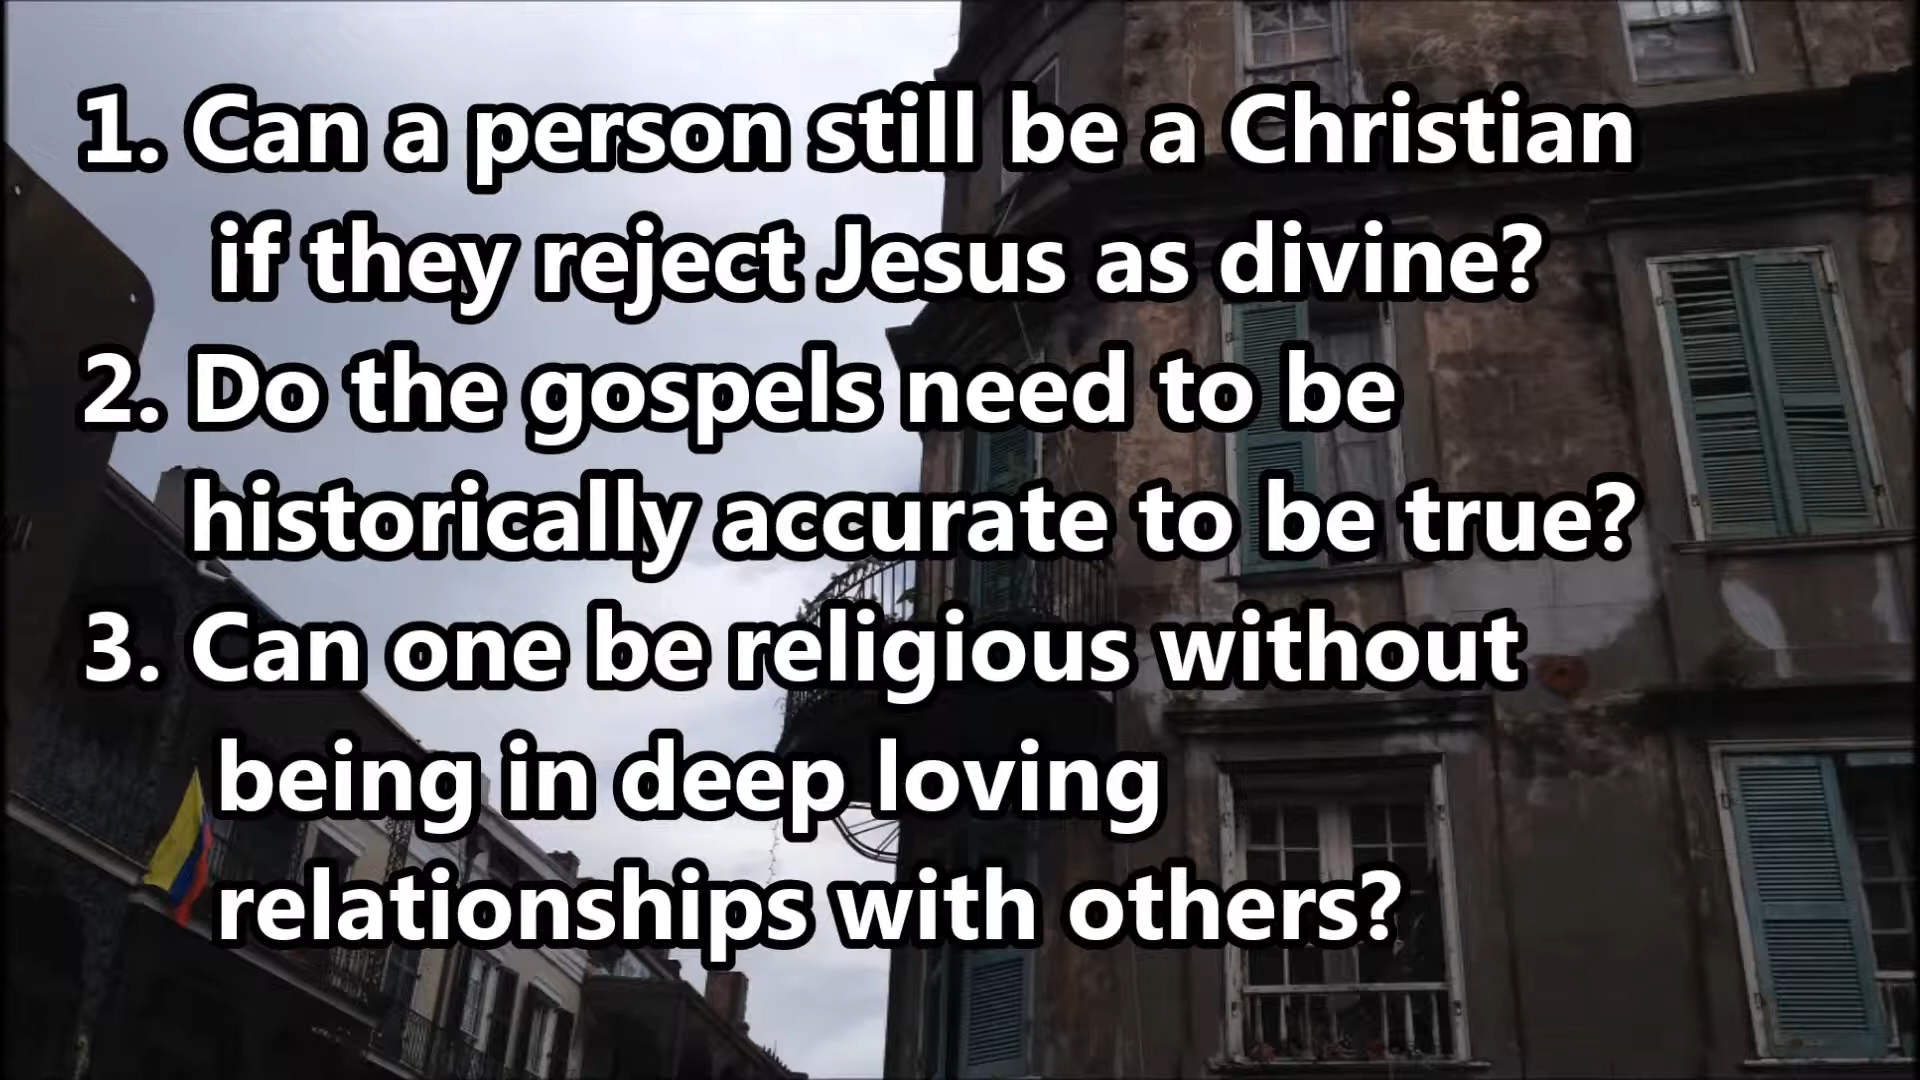 1. Can a person still be a Christian
if they reject Jesus as divine?
2. Do the gospels need to be
historically accurate to be true?
3. Can one be religious without
being in deep loving
relationships with others?